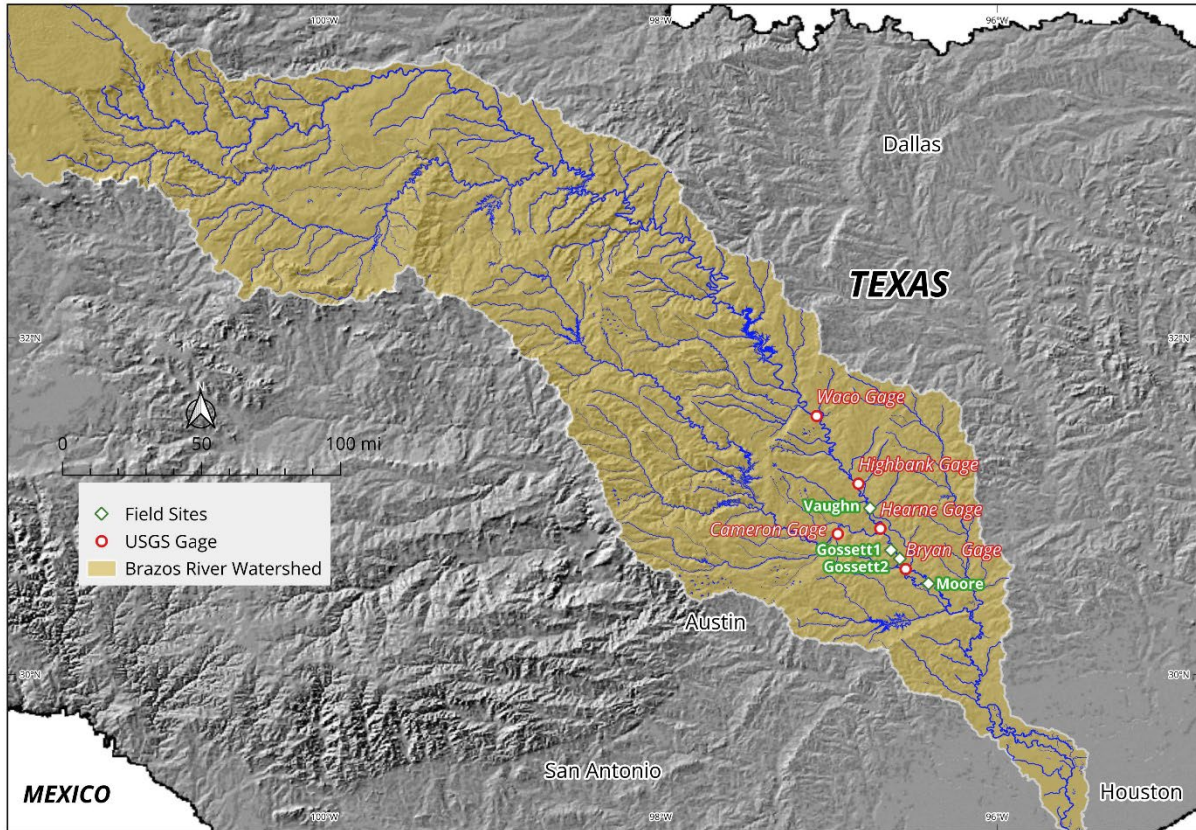 100°W
98°W
96°W
Dallas
TEXAS
32°N
32°N
N
0
50
100 mi
Waco Gage
Highbank Gage
Vaughn
Hearne Gage
Cameron Gage
Gossett1
Bryan  Gage
Gossett2
Moore
Field Sites
USGS Gage
Brazos River Watershed
Austin
30°N
30°N
San Antonio
MEXICO
Houston
100°W
98°W
96°W